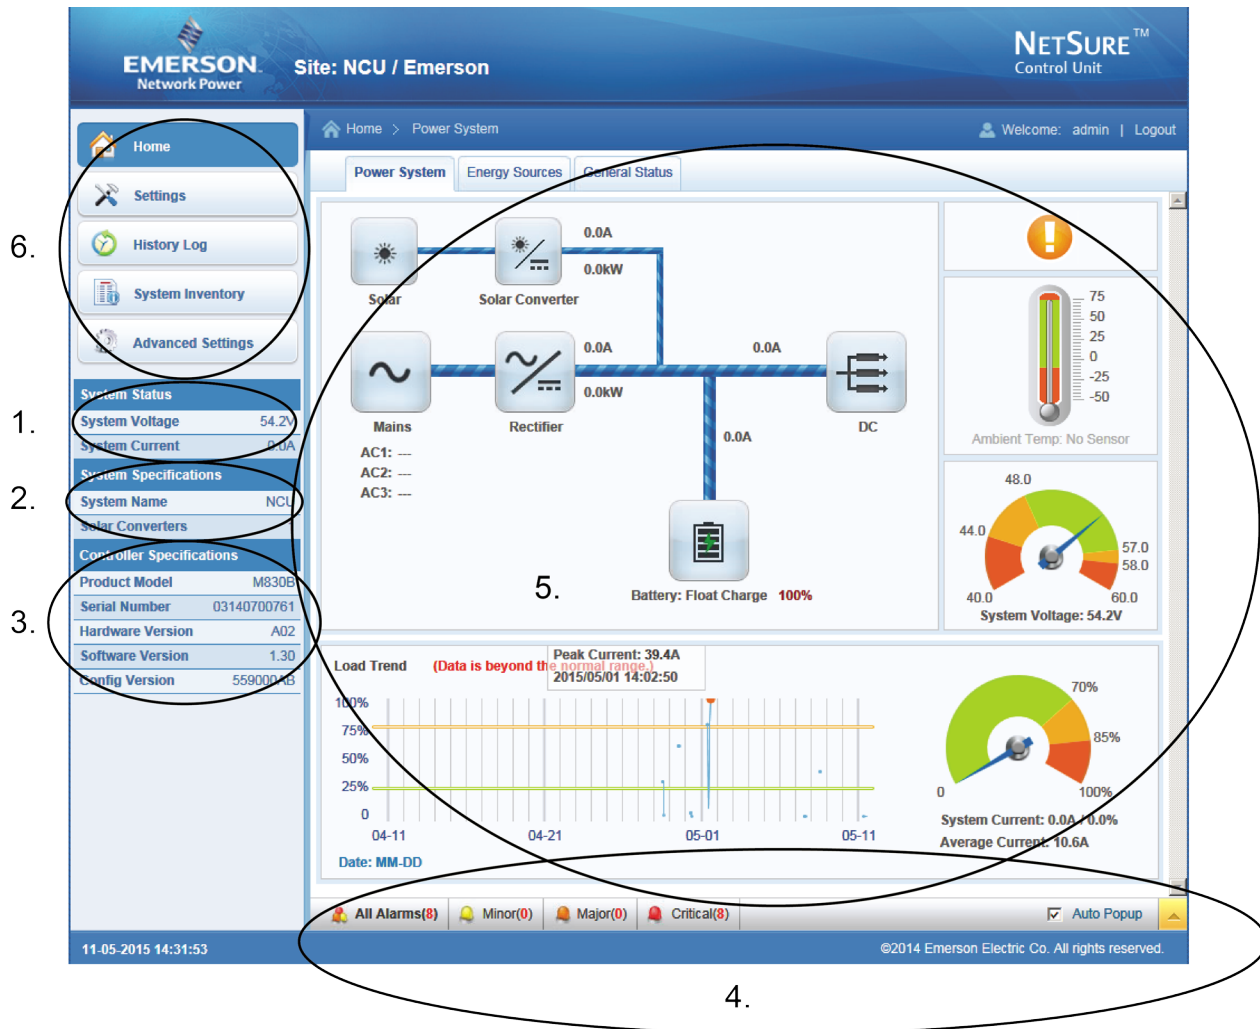 EMERSON.
Network Power
Site: NCU / Emerson
NETSURE™
Control Unit
Home > Power System
Welcome: admin | Logout
6.
Home
Settings
History Log
System Inventory
Advanced Settings
1.
System Status
System Voltage 54.2V
System Current 0.0A
2.
System Specifications
System Name NCU
Solar Converters
3.
Controller Specifications
Product Model M830B
Serial Number 03140700761
Hardware Version A02
Software Version 1.30
Config Version 559000AB
Power System Energy Sources General Status
0.0A
0.0kW
Solar Solar Converter
0.0A 0.0A
0.0kW
Mains Rectifier DC
0.0A
AC1: ---
AC2: ---
AC3: ---
5.
Battery: Float Charge 100%
75
50
25
0
-25
-50
Ambient Temp: No Sensor
48.0
44.0
57.0
58.0
40.0 60.0
System Voltage: 54.2V
Load Trend (Data is beyond the normal range.)
Peak Current: 39.4A
2015/05/01 14:02:50
100%
75%
50%
25%
0
04-11 04-21 05-01 05-11
Date: MM-DD
70%
85%
0 100%
System Current: 0.0A / 0.0%
Average Current: 10.6A
All Alarms(8) Minor(0) Major(0) Critical(8) Auto Popup
11-05-2015 14:31:53 ©2014 Emerson Electric Co. All rights reserved.
4.